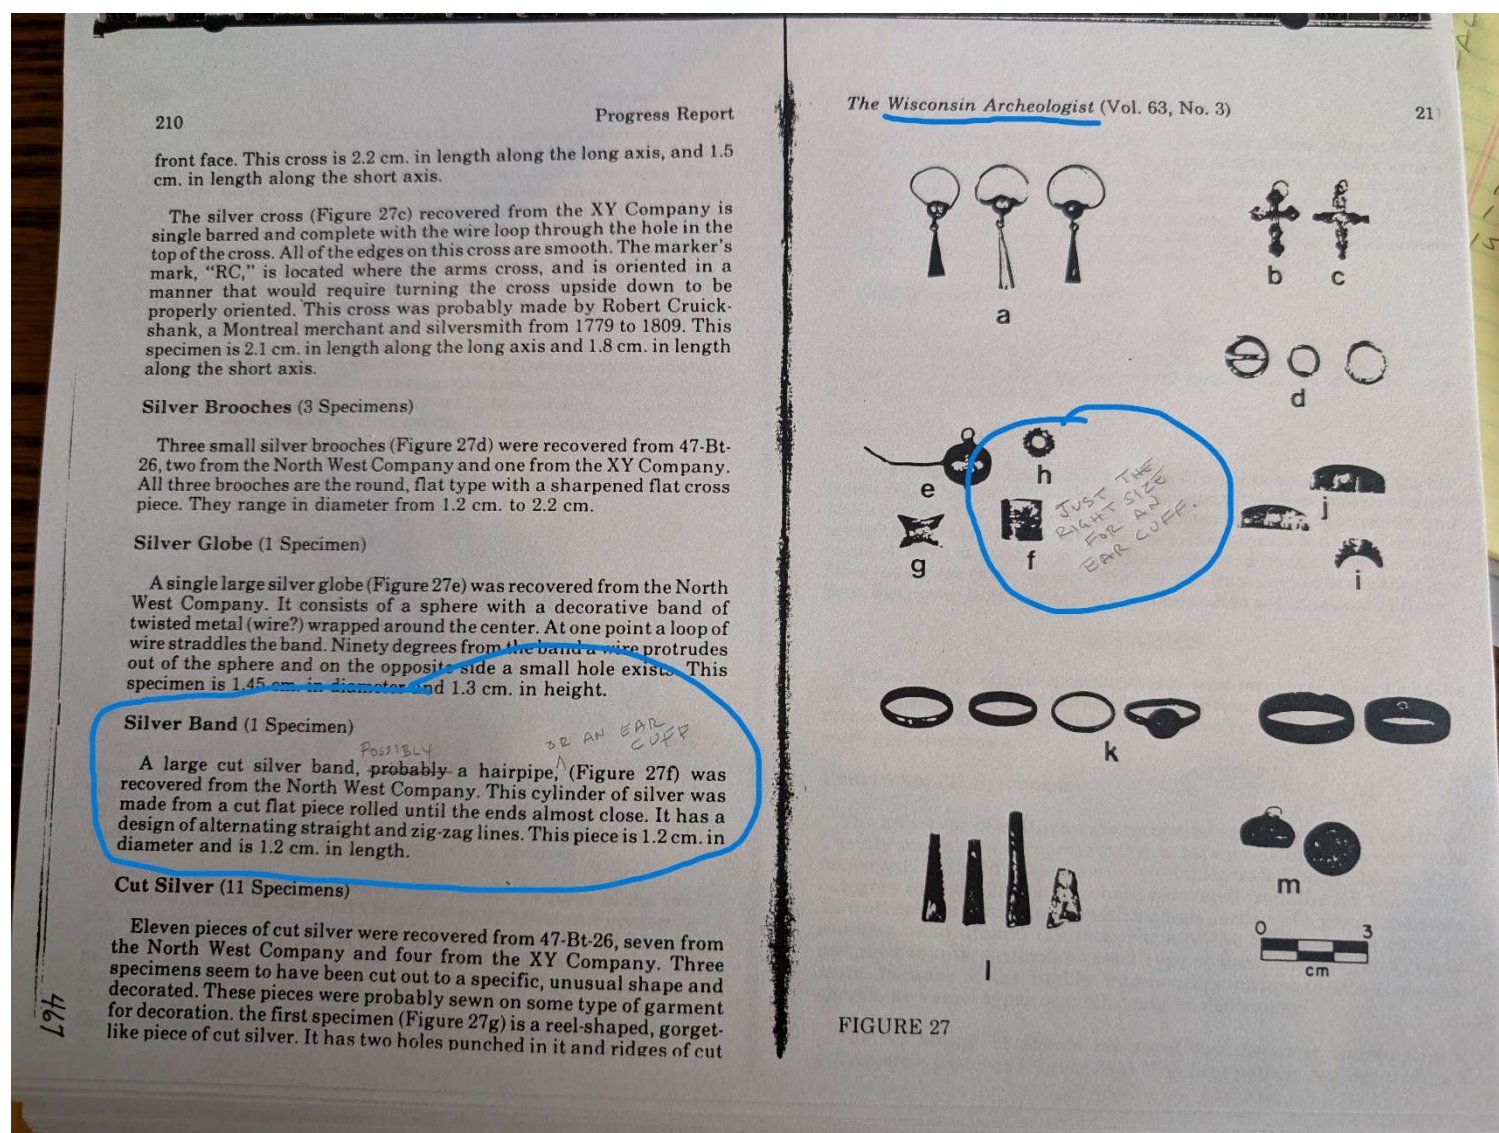 210
Progress Report
front face. This cross is 2.2 cm. in length along the long axis, and 1.5
cm. in length along the short axis.
The silver cross (Figure 27c) recovered from the XY Company is
single barred and complete with the wire loop through the hole in the
top of the cross. All of the edges on this cross are smooth. The marker's
mark, "RC," is located where the arms cross, and is oriented in a
manner that would require turning the cross upside down to be
properly oriented. This cross was probably made by Robert Cruick-
shank, a Montreal merchant and silversmith from 1779 to 1809. This
specimen is 2.1 cm. in length along the long axis and 1.8 cm. in length
along the short axis.
Silver Brooches (3 Specimens)
Three small silver brooches (Figure 27d) were recovered from 47-Bt-
26, two from the North West Company and one from the XY Company.
All three brooches are the round, flat type with a sharpened flat cross
piece. They range in diameter from 1.2 cm. to 2.2 cm.
Silver Globe (1 Specimen)
A single large silver globe (Figure 27e) was recovered from the North
West Company. It consists of a sphere with a decorative band of
twisted metal (wire?) wrapped around the center. At one point a loop of
wire straddles the band. Ninety degrees from the band a wire protrudes
out of the sphere and on the opposite side a small hole exists. This
specimen is 1.45 cm. in diameter and 1.3 cm. in height.
Silver Band (1 Specimen)
POSSIBLY
OR AN EAR
CUFF
A large cut silver band, probably a hairpipe, (Figure 27f) was
recovered from the North West Company. This cylinder of silver was
made from a cut flat piece rolled until the ends almost close. It has a
design of alternating straight and zig-zag lines. This piece is 1.2 cm. in
diameter and is 1.2 cm. in length.
Cut Silver (11 Specimens)
Eleven pieces of cut silver were recovered from 47-Bt-26, seven from
the North West Company and four from the XY Company. Three
specimens seem to have been cut out to a specific, unusual shape and
decorated. These pieces were probably sewn on some type of garment
for decoration. the first specimen (Figure 27g) is a reel-shaped, gorget-
like piece of cut silver. It has two holes punched in it and ridges of cut
467
The Wisconsin Archeologist (Vol. 63, No. 3)
211
a
b
c
d
e
h
JUST THE
RIGHT SIZE
FOR AN
EAR CUFF.
g
f
j
i
k
l
m
0 3
cm
FIGURE 27